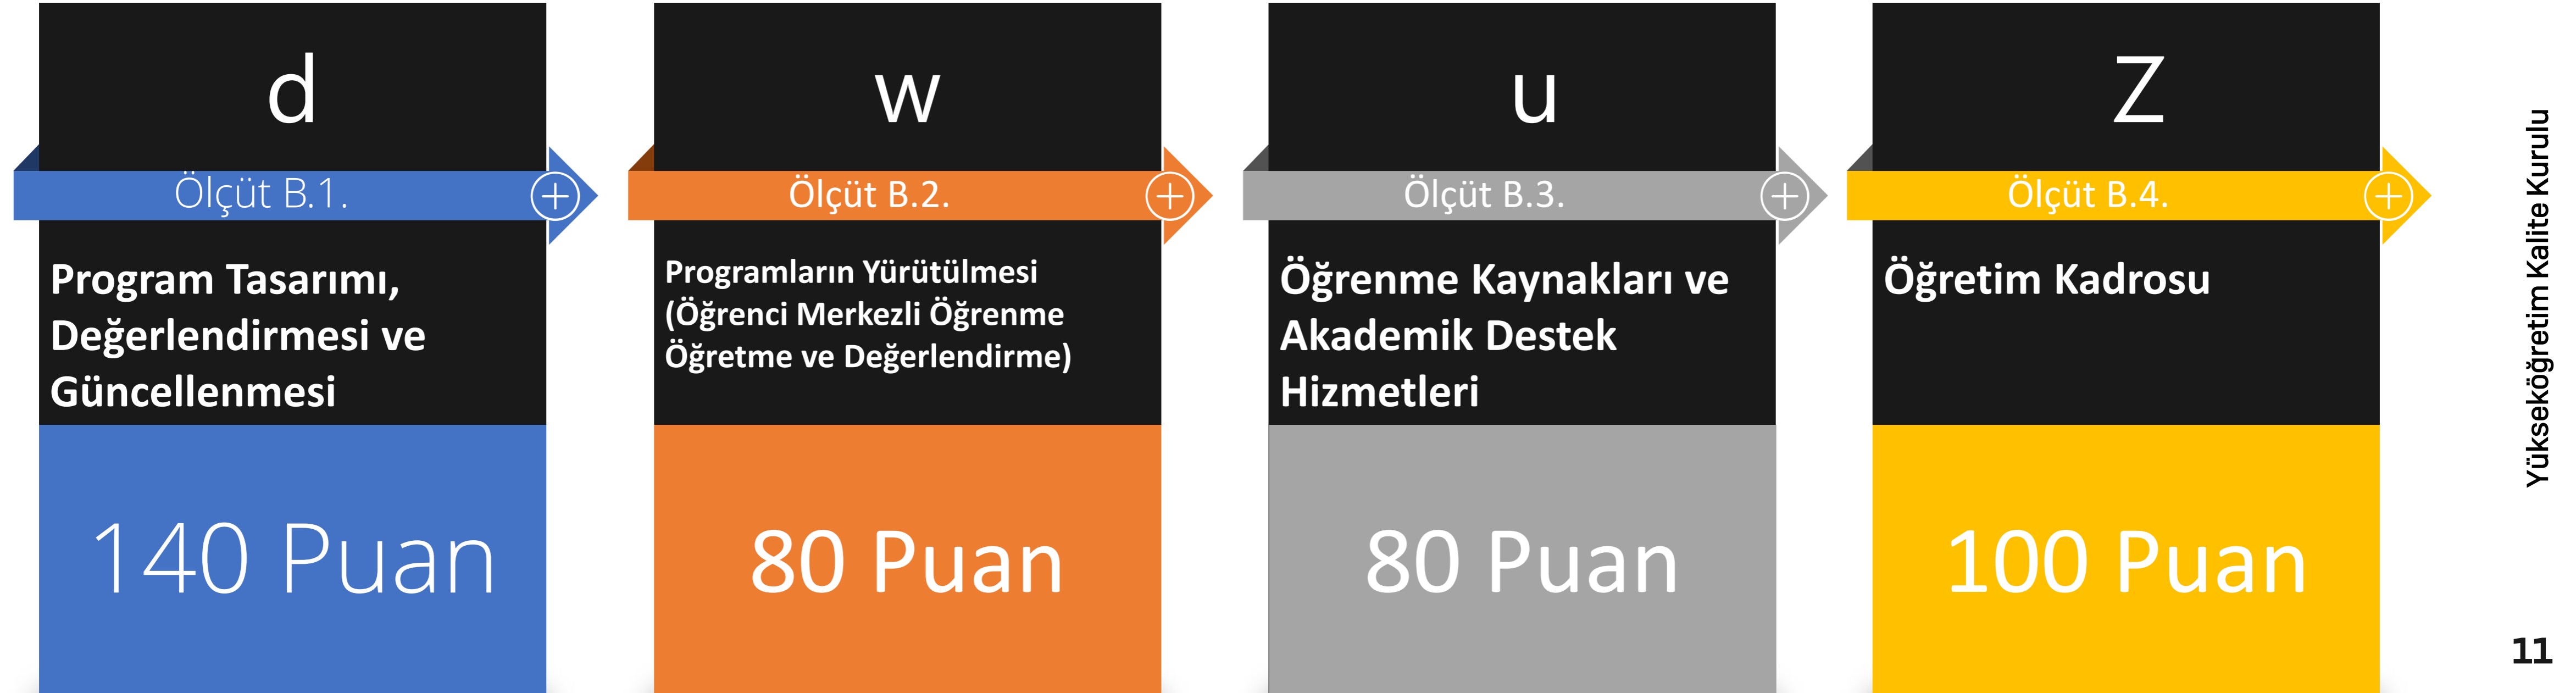 d
Ölçüt B.1.
Program Tasarımı,
Değerlendirmesi ve
Güncellenmesi
140 Puan
w
Ölçüt B.2.
Programların Yürütülmesi
(Öğrenci Merkezli Öğrenme
Öğretme ve Değerlendirme)
80 Puan
u
Ölçüt B.3.
Öğrenme Kaynakları ve
Akademik Destek
Hizmetleri
80 Puan
Z
Ölçüt B.4.
Öğretim Kadrosu
100 Puan
Yükseköğretim Kalite Kurulu
11